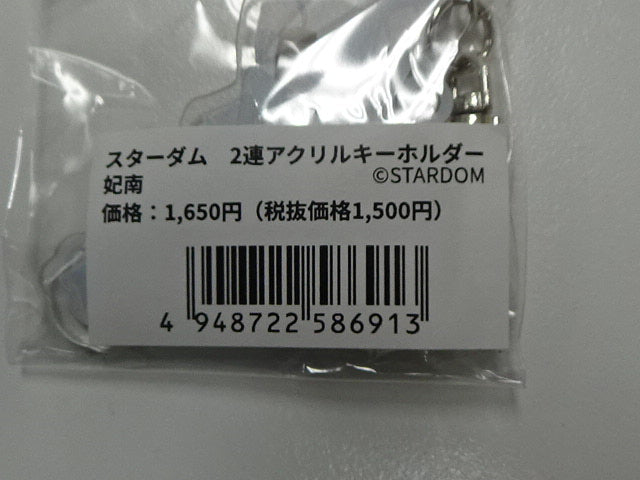 スターダム　2連アクリルキーホルダー
©STARDOM
妃南
価格：1,650円（税抜価格1,500円）
4 948722 586913